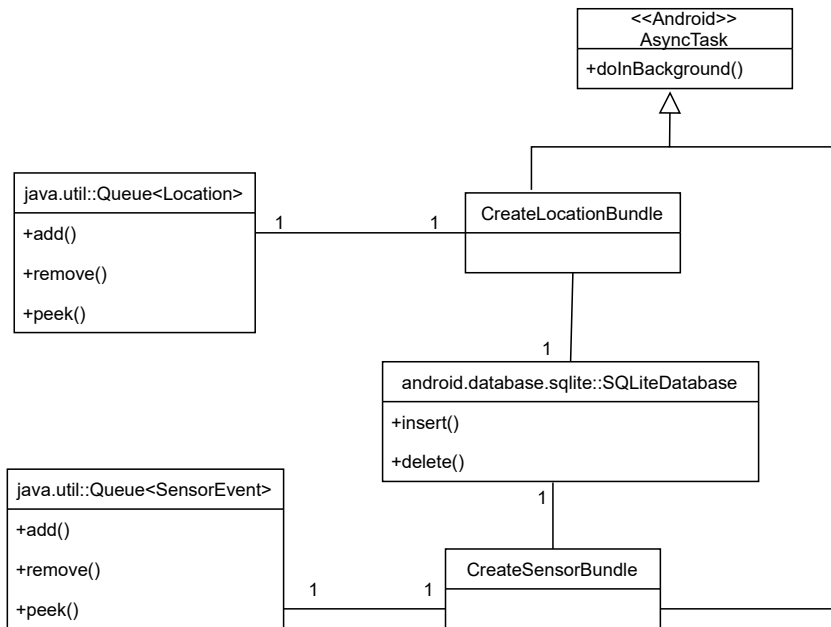 <<Android>>
AsyncTask
+doInBackground()
java.util::Queue<Location>
+add()
+remove()
+peek()
1
1
CreateLocationBundle
1
android.database.sqlite::SQLiteDatabase
+insert()
+delete()
1
java.util::Queue<SensorEvent>
+add()
+remove()
+peek()
1
1
CreateSensorBundle